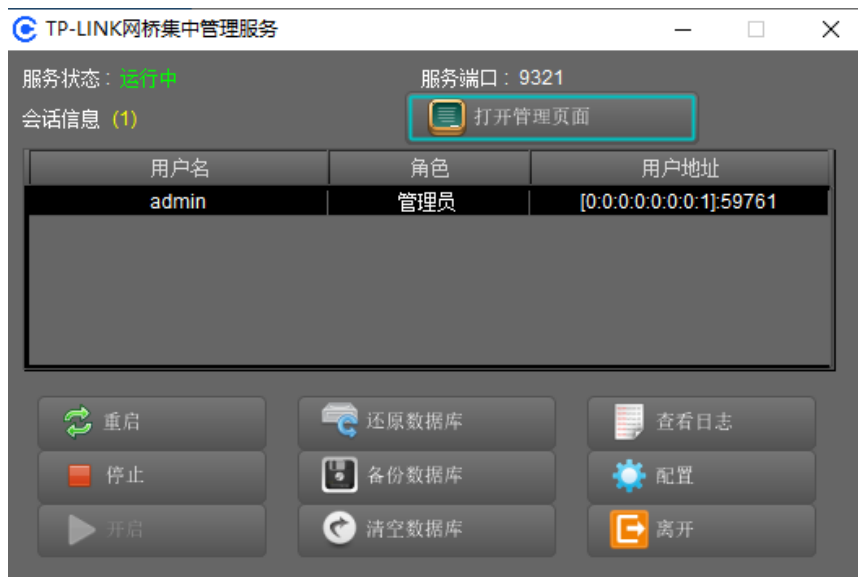 TP-LINK网桥集中管理服务
服务状态：运行中 服务端口：9321
会话信息 (1) 打开管理页面
用户名 角色 用户地址
admin 管理员 [0:0:0:0:0:0:0:1]:59761
重启 还原数据库 查看日志
停止 备份数据库 配置
开启 清空数据库 离开